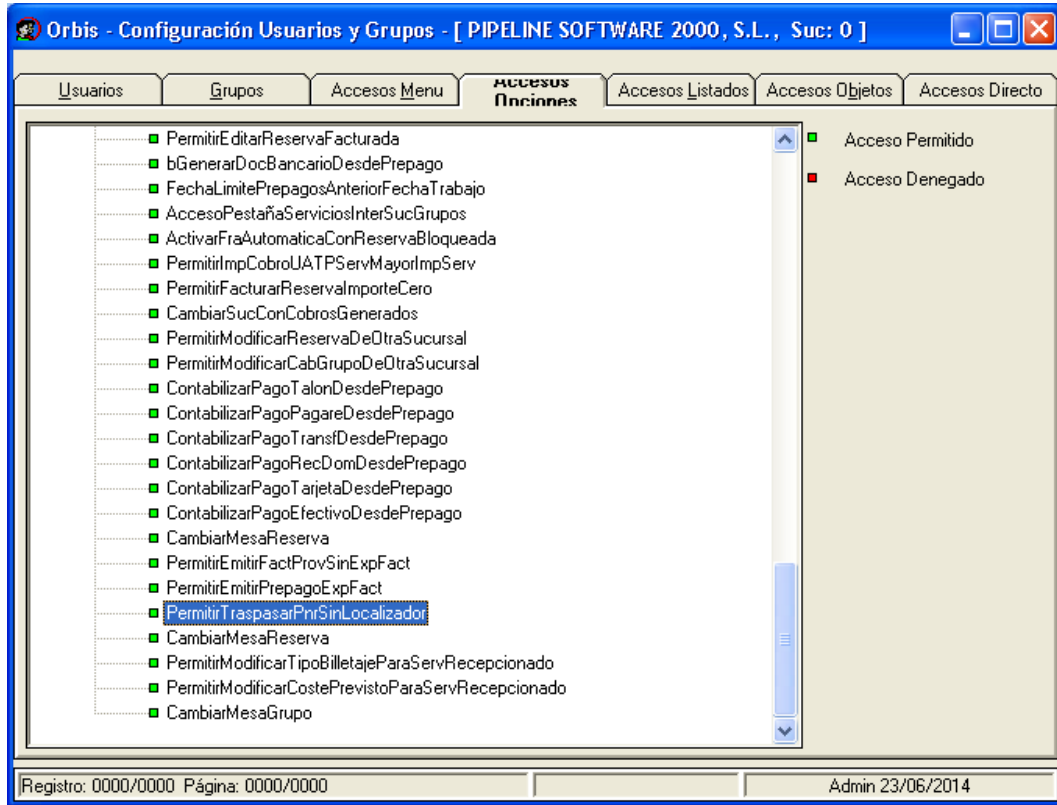 Orbis - Configuración Usuarios y Grupos - [ PIPELINE SOFTWARE 2000, S.L., Suc: 0 ]
Usuarios Grupos Accesos Menu Accesos Opciones Accesos Listados Accesos Objetos Accesos Directo
PermitirEditarReservaFacturada
bGenerarDocBancarioDesdePrepago
FechaLimitePrepagosAnteriorFechaTrabajo
AccesoPestañaServiciosInterSucGrupos
ActivarFraAutomaticaConReservaBloqueada
PermitirImpCobroUATPServMayorImpServ
PermitirFacturarReservaImporteCero
CambiarSucConCobrosGenerados
PermitirModificarReservaDeOtraSucursal
PermitirModificarCabGrupoDeOtraSucursal
ContabilizarPagoTalonDesdePrepago
ContabilizarPagoPagareDesdePrepago
ContabilizarPagoTransfDesdePrepago
ContabilizarPagoRecDomDesdePrepago
ContabilizarPagoTarjetaDesdePrepago
ContabilizarPagoEfectivoDesdePrepago
CambiarMesaReserva
PermitirEmitirFactProvSinExpFact
PermitirEmitirPrepagoExpFact
PermitirTraspasarPnrSinLocalizador
CambiarMesaReserva
PermitirModificarTipoBilletajeParaServRecepcionado
PermitirModificarCostePrevistoParaServRecepcionado
CambiarMesaGrupo
Acceso Permitido
Acceso Denegado
Registro: 0000/0000 Página: 0000/0000 Admin 23/06/2014